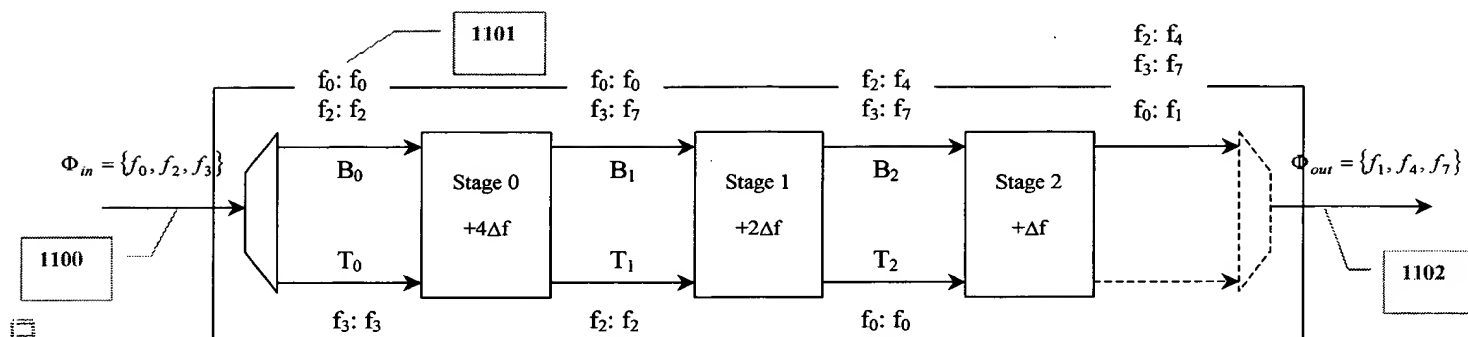 1101
f₂: f₄
f₃: f₇
f₀: f₀
f₂: f₂
f₀: f₀
f₃: f₇
f₂: f₄
f₃: f₇
f₀: f₁
Φ_in = {f₀, f₂, f₃}
B₀
Stage 0
+4Δf
B₁
Stage 1
+2Δf
B₂
Stage 2
+Δf
Φ_out = {f₁, f₄, f₇}
1100
T₀
T₁
T₂
1102
f₃: f₃
f₂: f₂
f₀: f₀